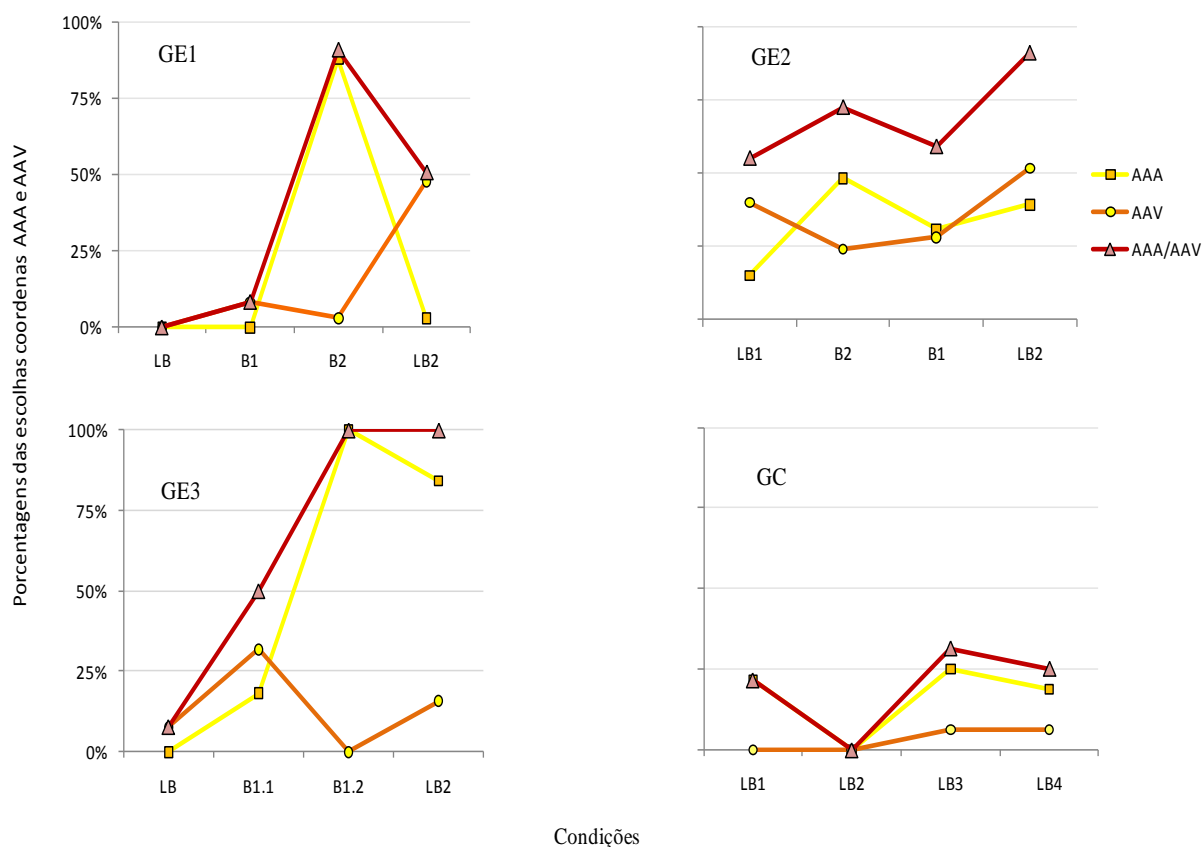 Porcentagens das escolhas coordenas AAA e AAV
GE1
100%
75%
50%
25%
0%
LB B1 B2 LB2
GE2
LB1 B2 B1 LB2
AAA
AAV
AAA/AAV
GE3
100%
75%
50%
25%
0%
LB B1.1 B1.2 LB2
GC
LB1 LB2 LB3 LB4
Condições